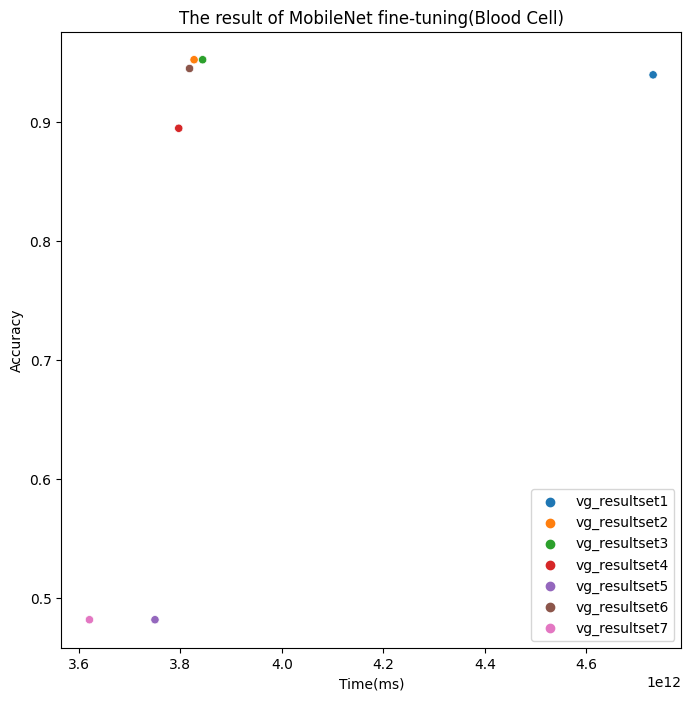 The result of MobileNet fine-tuning(Blood Cell)
Accuracy
0.9
0.8
0.7
0.6
0.5
vg_resultset1
vg_resultset2
vg_resultset3
vg_resultset4
vg_resultset5
vg_resultset6
vg_resultset7
3.6 3.8 4.0 4.2 4.4 4.6
1e12
Time(ms)